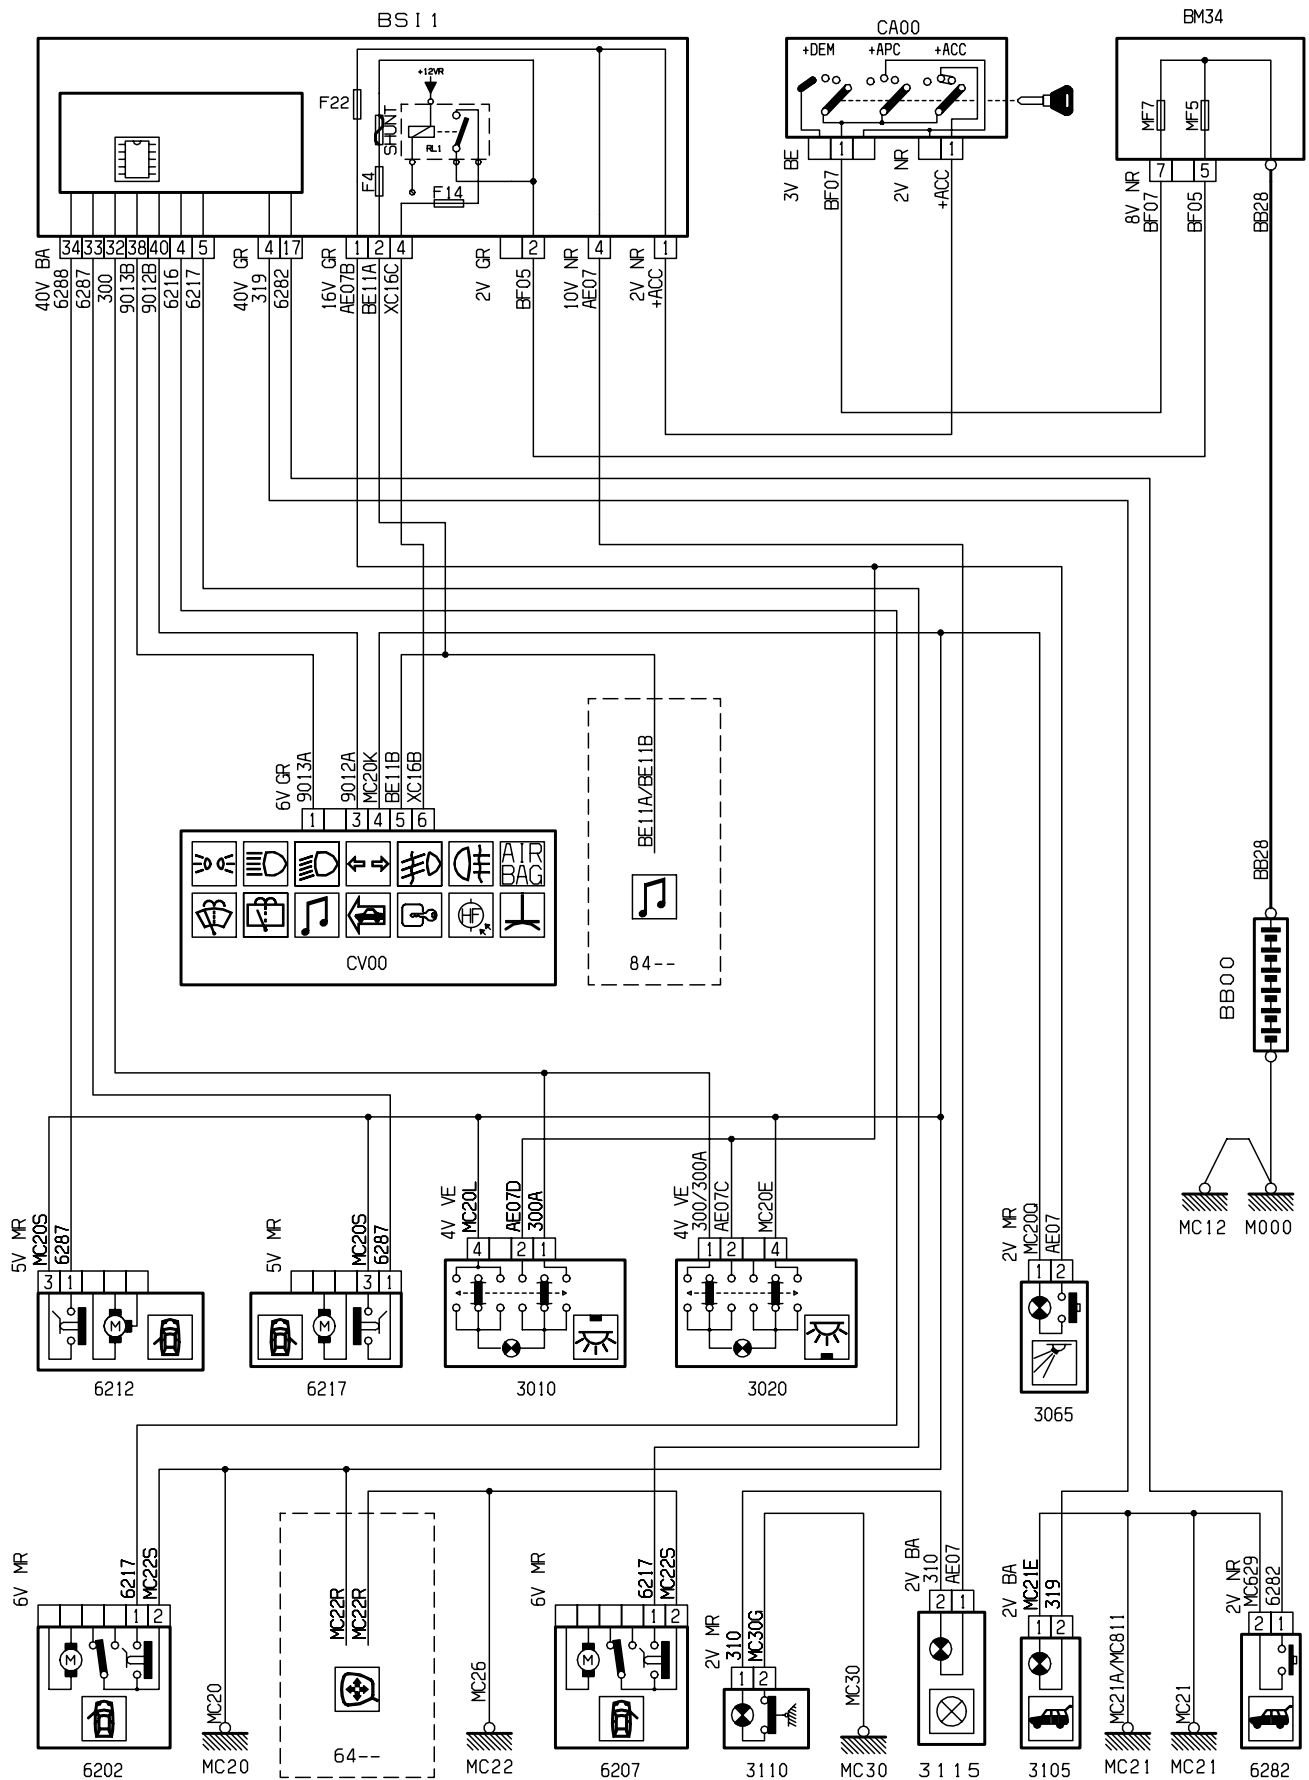 BSI1
CA00
BM34
+DEM +APC +ACC
+12VR
F22
SHUNT
RL1
F4
F14
MF7
MF5
34 33 32 38 40 4 5
4 17
1 2 4
2
4
1
1
1
7 5
40V BA
6288
6287
300
9013B
9012B
6216
6217
40V GR
319
6282
16V GR
AE07B
BE11A
XC16C
2V GR
BF05
10V NR
AE07
2V NR
+ACC
3V BE
BF07
2V NR
+ACC
8V NR
BF07
BF05
BB28
6V GR
9013A
9012A
MC20K
BE11B
XC16B
1 3 4 5 6
AIR
BAG
HF
CV00
BE11A/BE11B
84--
BB28
BB00
MC12 M000
5V MR
MC20S
6287
3 1
M
6212
5V MR
MC20S
6287
3 1
M
6217
4V VE
MC20L
AE07D
300A
4 2 1
3010
4V VE
300/300A
AE07C
MC20E
1 2 4
3020
2V MR
MC20Q
AE07
1 2
3065
6V MR
6217
MC22S
1 2
M
6202
MC20
MC20
MC22R
MC22R
64--
MC26
MC22
6V MR
6217
MC22S
1 2
M
6207
2V MR
310
MC30G
1 2
3110
MC30
MC30
2V BA
310
AE07
2 1
3115
2V BA
MC21E
319
1 2
3105
MC21A/MC811
MC21
MC21
MC21
2V NR
MC629
6282
2 1
6282